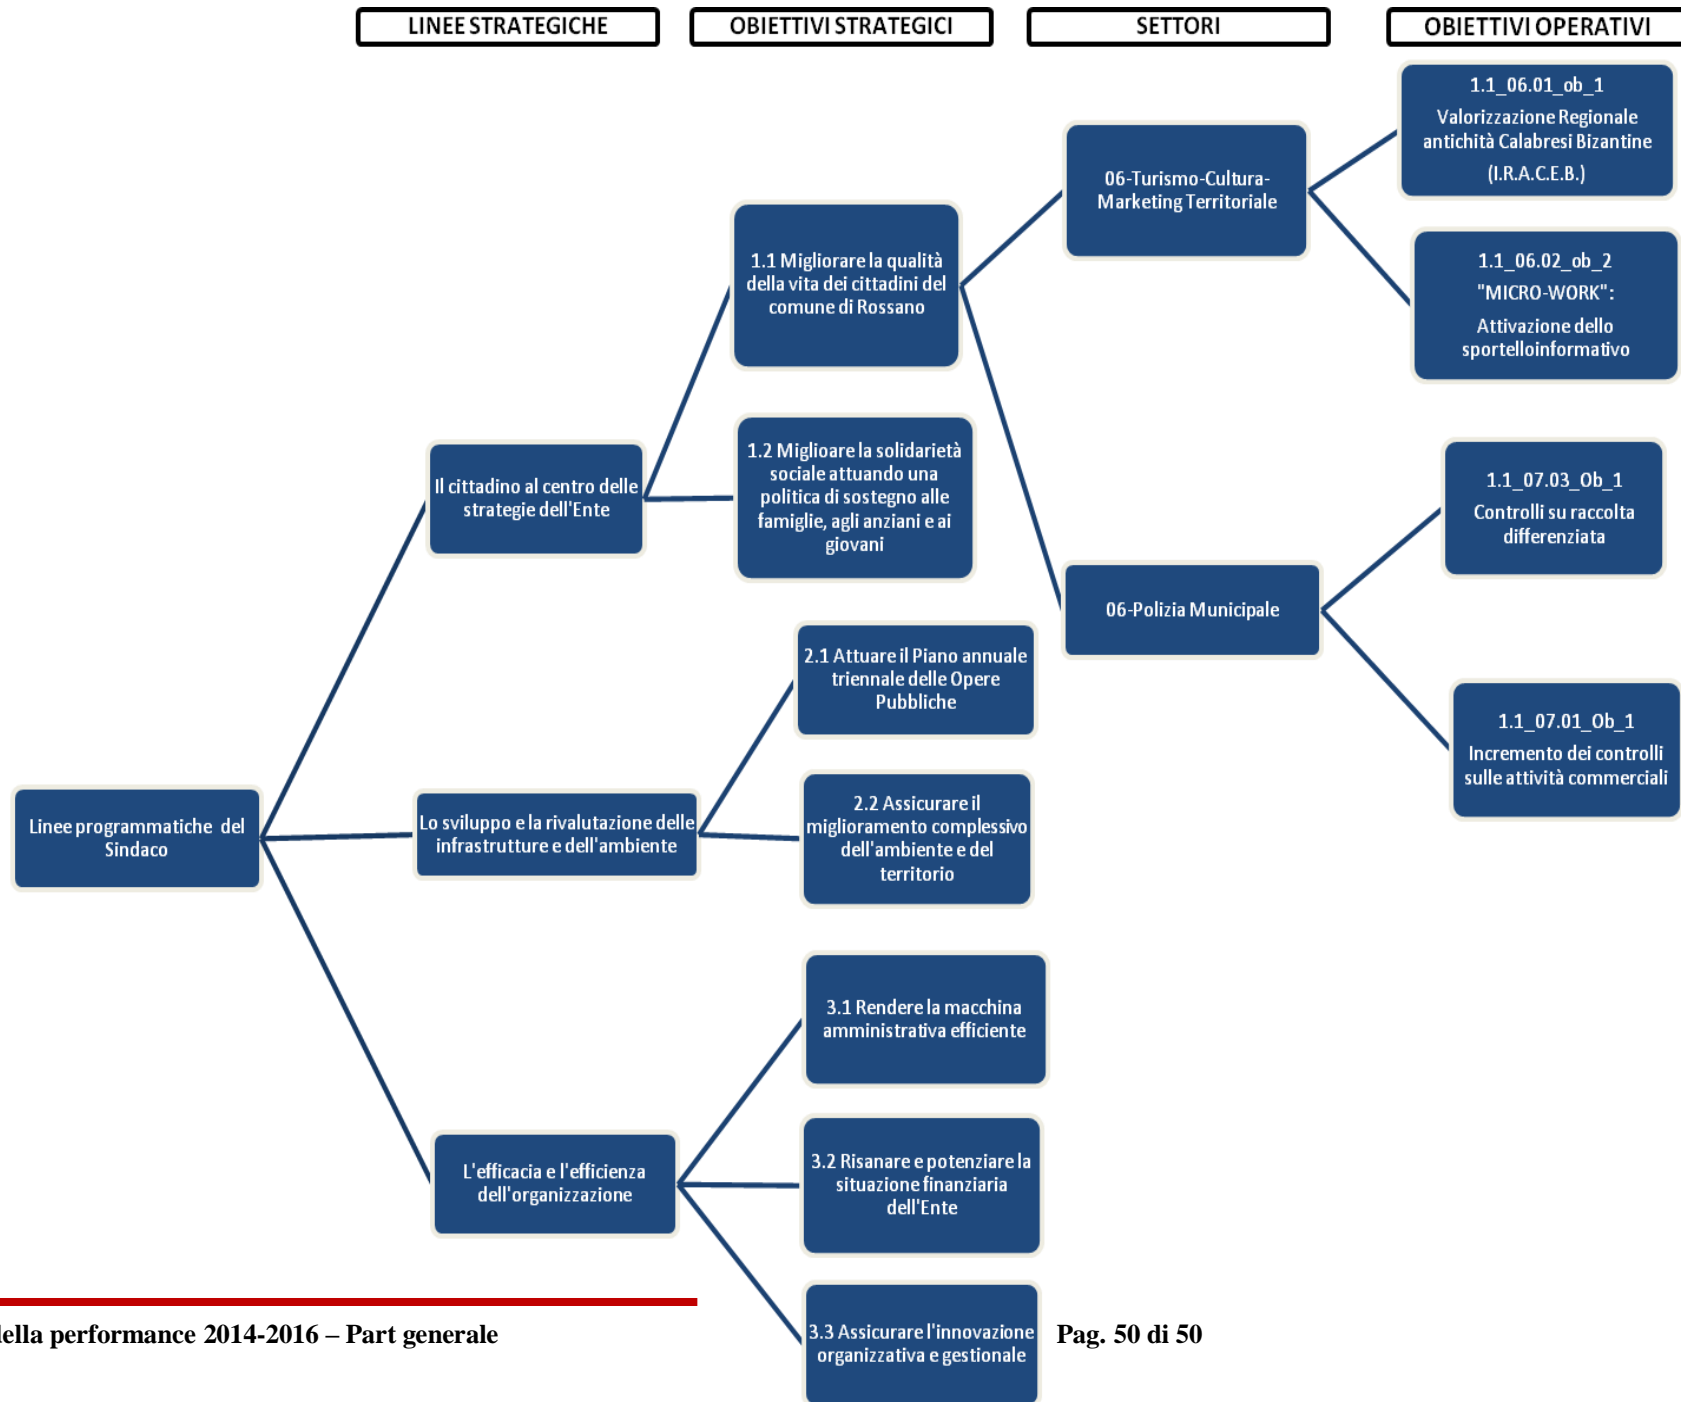 LINEE STRATEGICHE
OBIETTIVI STRATEGICI
SETTORI
OBIETTIVI OPERATIVI
Linee programmatiche del
Sindaco
Il cittadino al centro delle
strategie dell'Ente
Lo sviluppo e la rivalutazione delle
infrastrutture e dell'ambiente
L'efficacia e l'efficienza
dell'organizzazione
1.1 Migliorare la qualità
della vita dei cittadini del
comune di Rossano
1.2 Miglioare la solidarietà
sociale attuando una
politica di sostegno alle
famiglie, agli anziani e ai
giovani
2.1 Attuare il Piano annuale
triennale delle Opere
Pubbliche
2.2 Assicurare il
miglioramento complessivo
dell'ambiente e del
territorio
3.1 Rendere la macchina
amministrativa efficiente
3.2 Risanare e potenziare la
situazione finanziaria
dell'Ente
3.3 Assicurare l'innovazione
organizzativa e gestionale
06-Turismo-Cultura-
Marketing Territoriale
06-Polizia Municipale
1.1_06.01_ob_1
Valorizzazione Regionale
antichità Calabresi Bizantine
(I.R.A.C.E.B.)
1.1_06.02_ob_2
"MICRO-WORK":
Attivazione dello
sportelloinformativo
1.1_07.03_Ob_1
Controlli su raccolta
differenziata
1.1_07.01_Ob_1
Incremento dei controlli
sulle attività commerciali
della performance 2014-2016 – Part generale
Pag. 50 di 50